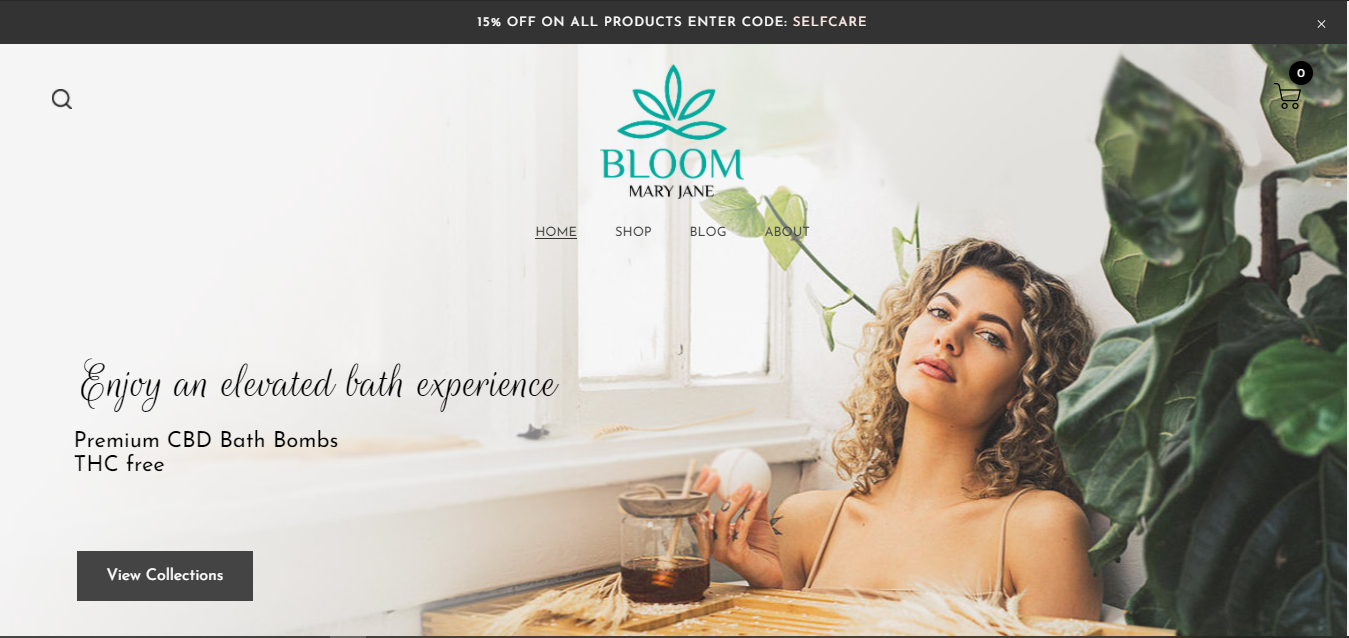 15% OFF ON ALL PRODUCTS ENTER CODE: SELFCARE
0
BLOOM
MARY JANE
HOME SHOP BLOG ABOUT
Enjoy an elevated bath experience
Premium CBD Bath Bombs
THC free
View Collections